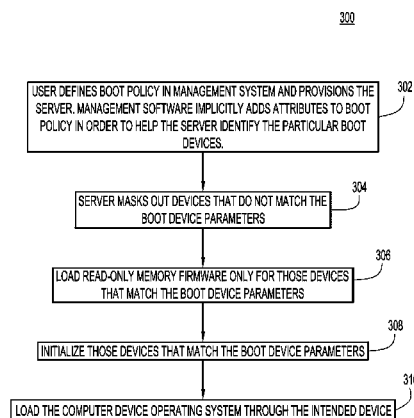 300
USER DEFINES BOOT POLICY IN MANAGEMENT SYSTEM AND PROVISIONS THE
SERVER. MANAGEMENT SOFTWARE IMPLICITLY ADDS ATTRIBUTES TO BOOT
POLICY IN ORDER TO HELP THE SERVER IDENTIFY THE PARTICULAR BOOT
DEVICES.
302
SERVER MASKS OUT DEVICES THAT DO NOT MATCH THE
BOOT DEVICE PARAMETERS
304
LOAD READ-ONLY MEMORY FIRMWARE ONLY FOR THOSE DEVICES
THAT MATCH THE BOOT DEVICE PARAMETERS
306
INITIALIZE THOSE DEVICES THAT MATCH THE BOOT DEVICE PARAMETERS
308
LOAD THE COMPUTER DEVICE OPERATING SYSTEM THROUGH THE INTENDED DEVICE
310